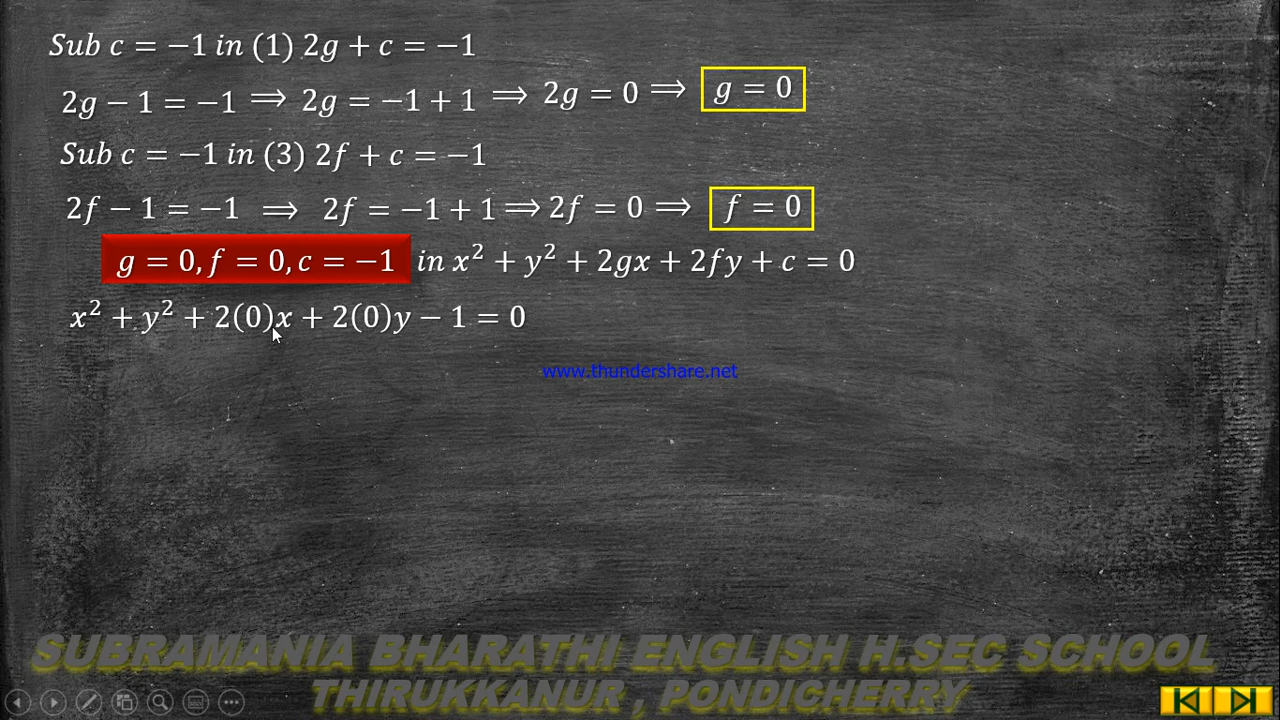 Sub c = −1 in (1) 2g + c = −1
2g − 1 = −1 ⟹ 2g = −1 + 1 ⟹ 2g = 0 ⟹ g = 0
Sub c = −1 in (3) 2f + c = −1
2f − 1 = −1 ⟹ 2f = −1 + 1 ⟹ 2f = 0 ⟹ f = 0
g = 0, f = 0, c = −1 in x² + y² + 2gx + 2fy + c = 0
x² + y² + 2(0)x + 2(0)y − 1 = 0
www.thundershare.net
SUBRAMANIA BHARATHI ENGLISH H.SEC SCHOOL
THIRUKKANUR , PONDICHERRY